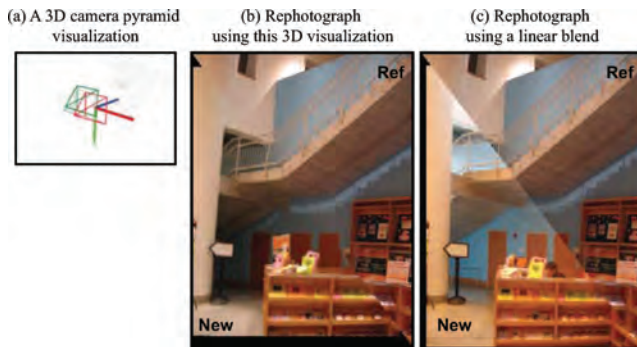 (a) A 3D camera pyramid
visualization
(b) Rephotograph
using this 3D visualization
(c) Rephotograph
using a linear blend
Ref
New
Ref
New